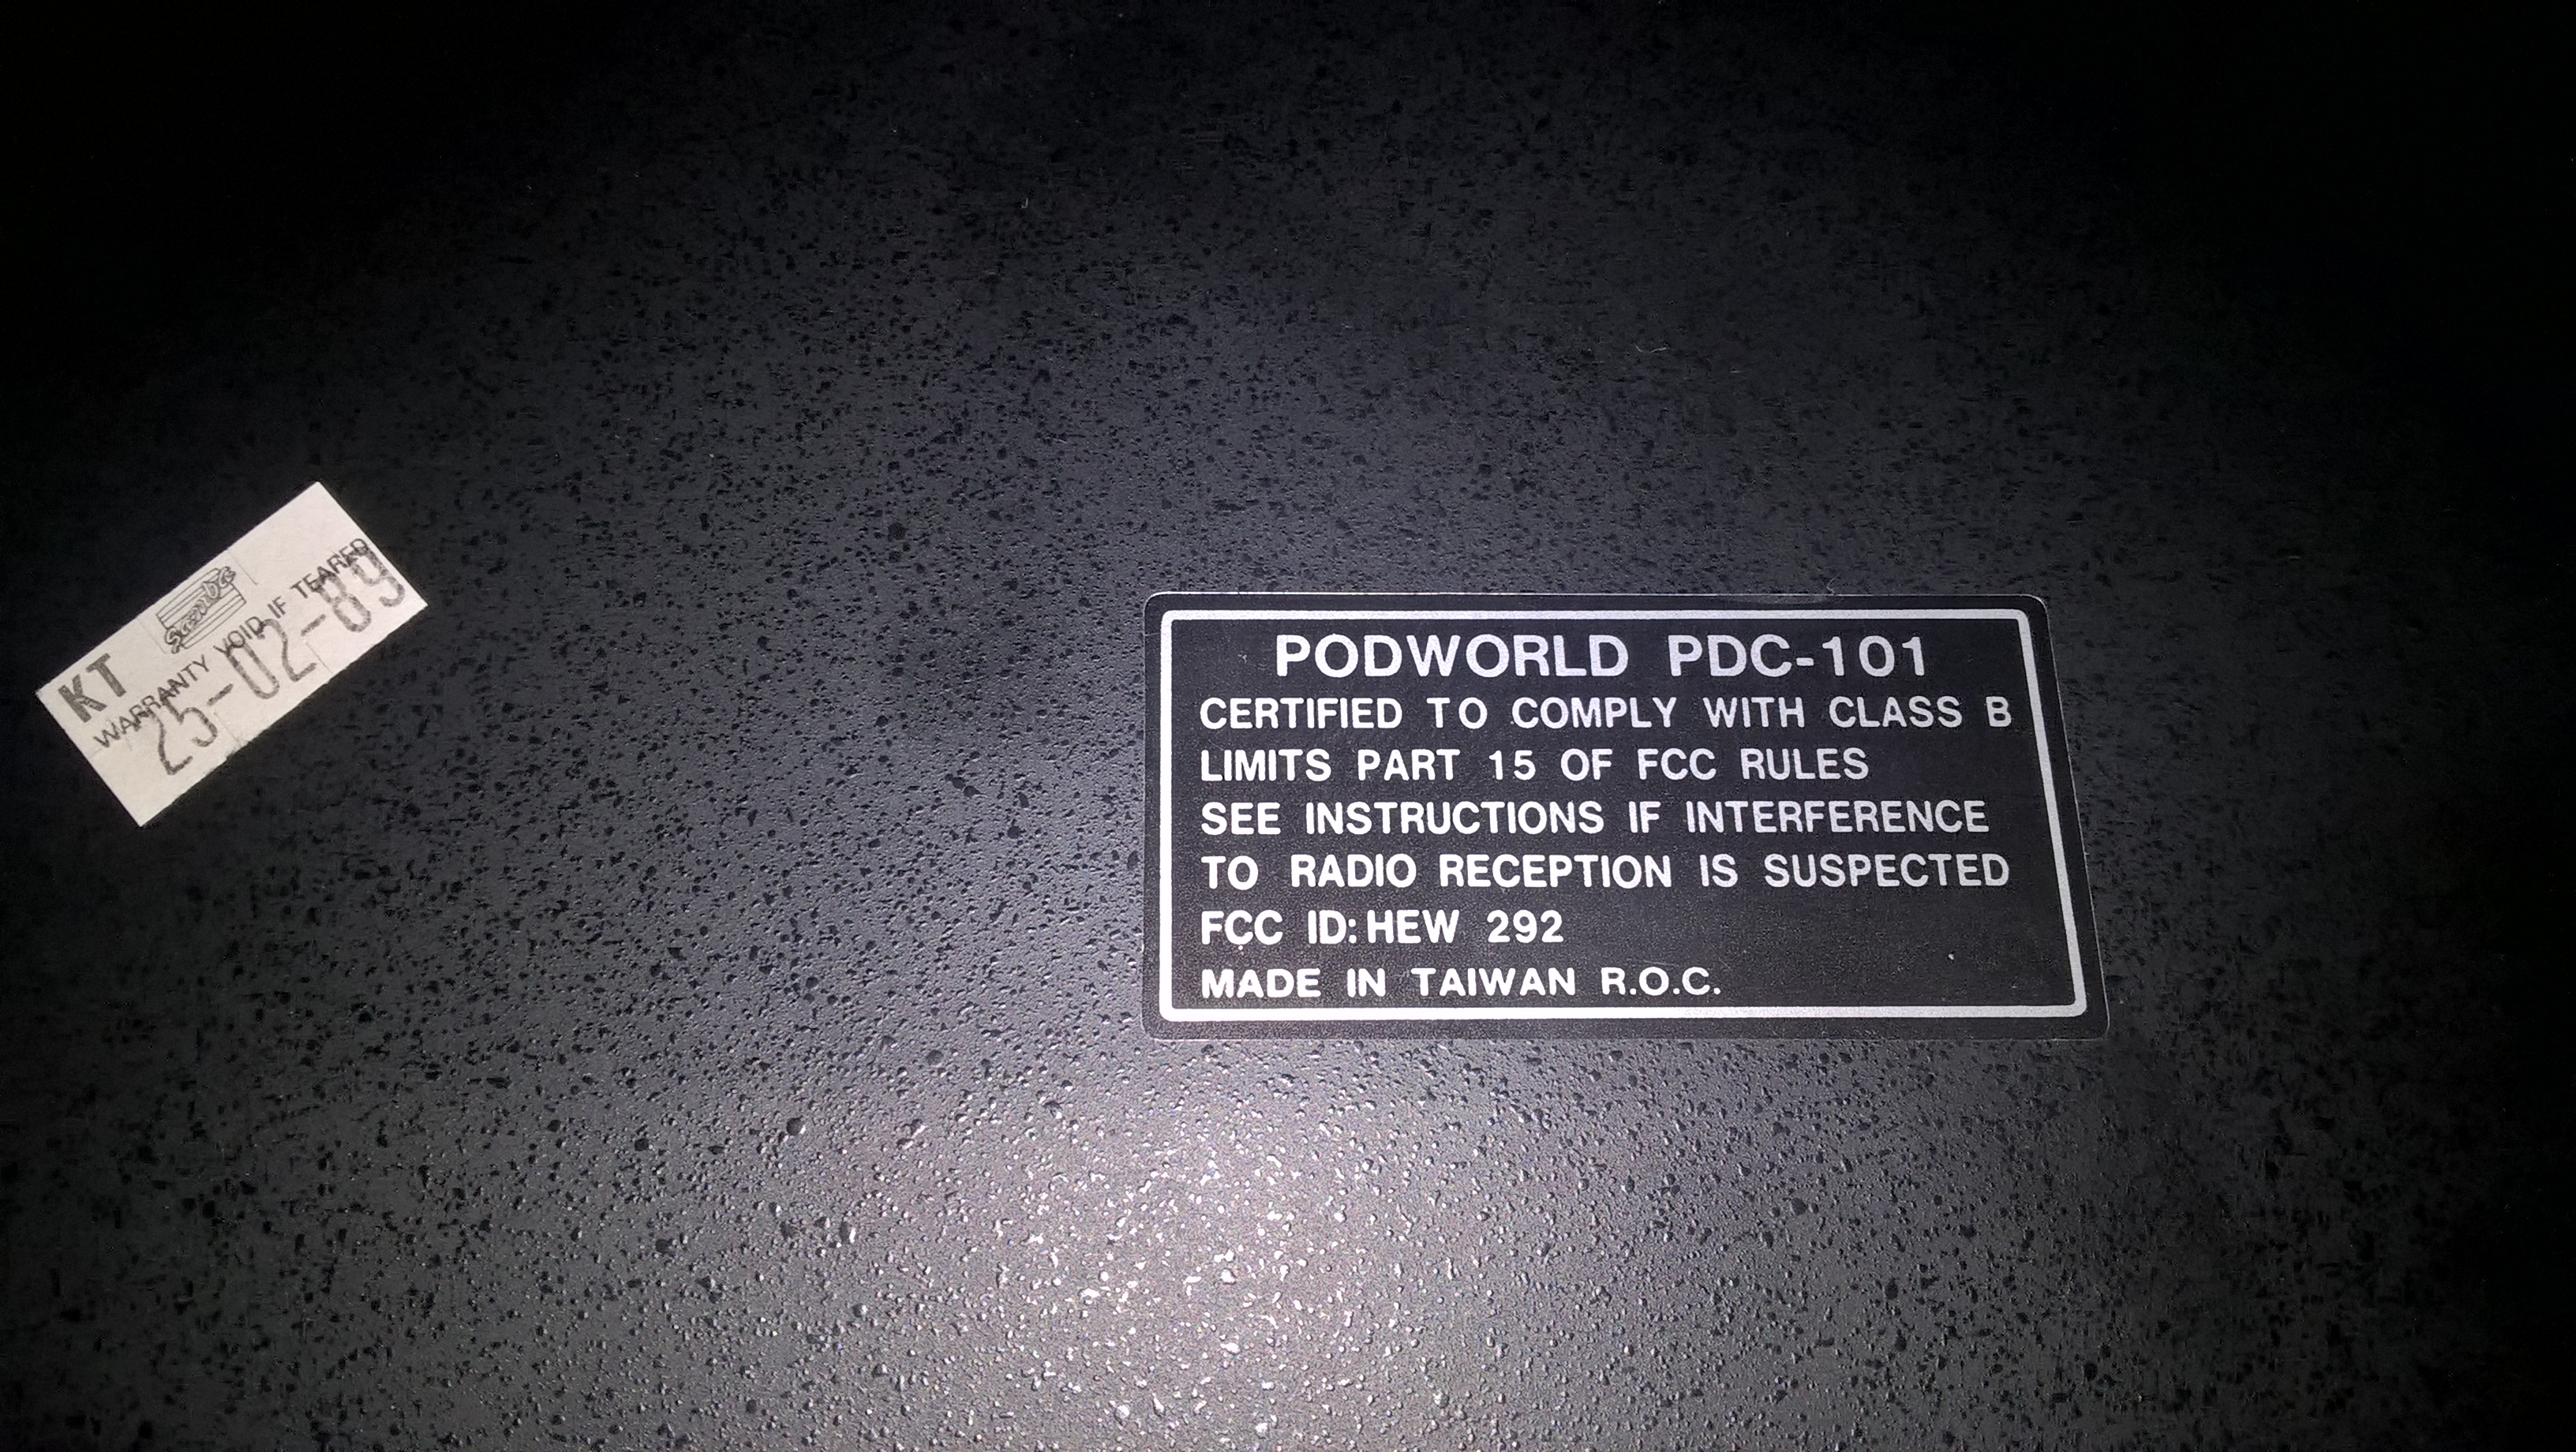 KT
Samba
WARRANTY VOID IF TEARED
25-02-89
PODWORLD PDC-101
CERTIFIED TO COMPLY WITH CLASS B
LIMITS PART 15 OF FCC RULES
SEE INSTRUCTIONS IF INTERFERENCE
TO RADIO RECEPTION IS SUSPECTED
FCC ID: HEW 292
MADE IN TAIWAN R.O.C.